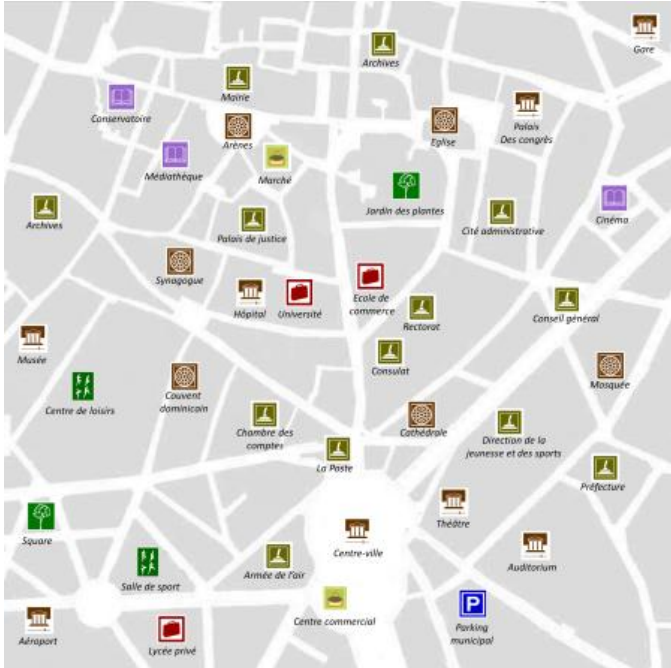 Gare
Archives
Mairie
Conservatoire
Palais
Des congrès
Arènes
Eglise
Médiathèque
Marché
Jardin des plantes
Cinéma
Archives
Palais de justice
Cité administrative
Synagogue
Hôpital
Université
Ecole de
commerce
Rectorat
Conseil général
Musée
Consulat
Mosquée
Centre de loisirs
Couvent
dominicain
Chambre des
comptes
Cathédrale
Direction de la
jeunesse et des sports
La Poste
Préfecture
Square
Théâtre
Centre-ville
Auditorium
Salle de sport
Armée de l'air
P
Centre commercial
Parking
municipal
Aéroport
Lycée privé